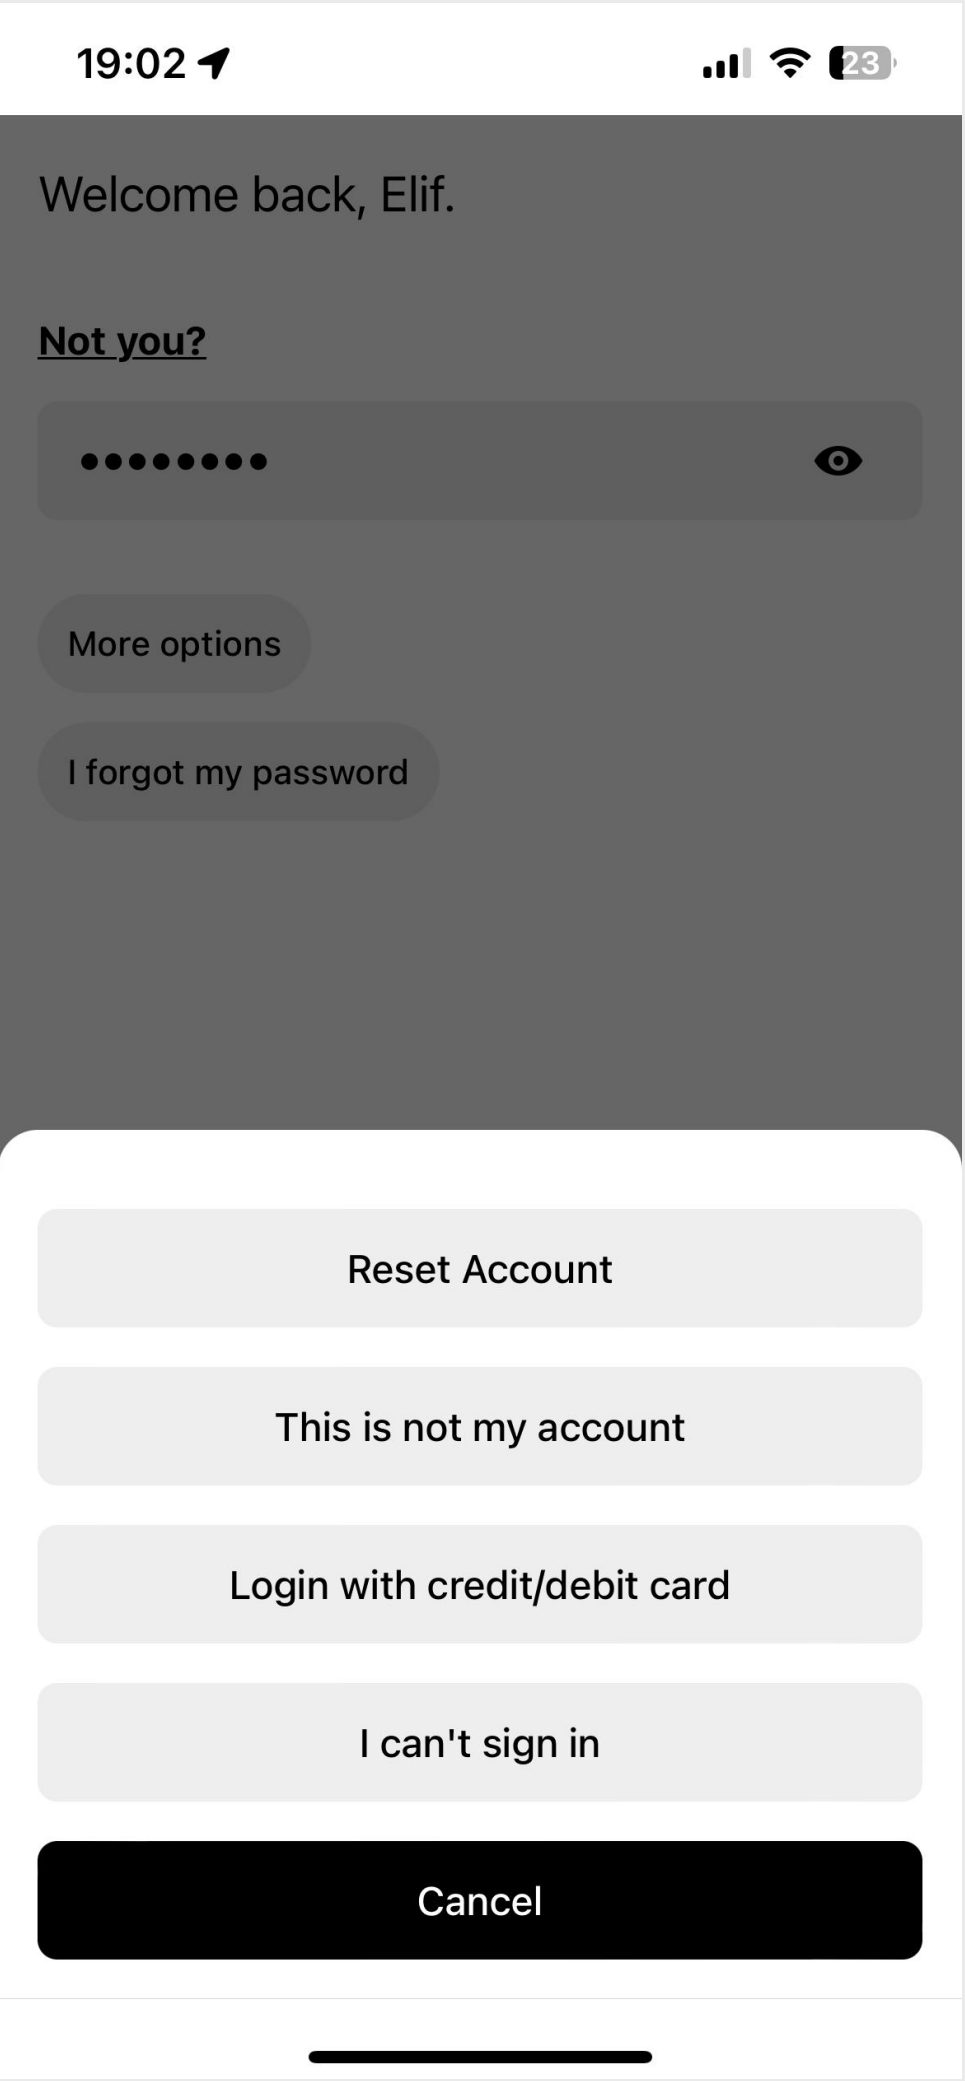 19:02
23
Welcome back, Elif.
Not you?
••••••••
More options
I forgot my password
Reset Account
This is not my account
Login with credit/debit card
I can't sign in
Cancel